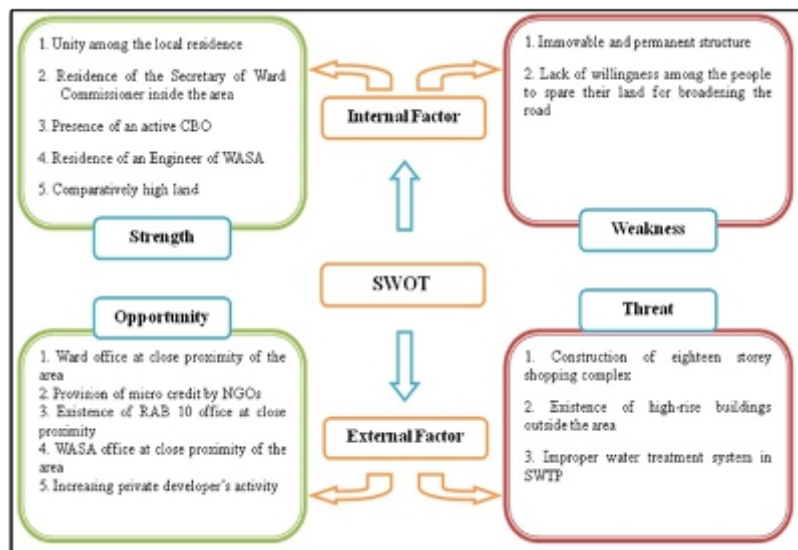 1. Unity among the local residence
2. Residence of the Secretary of Ward
Commissioner inside the area
3. Presence of an active CBO
4. Residence of an Engineer of WASA
5. Comparatively high land
Strength
Internal Factor
1. Immovable and permanent structure
2. Lack of willingness among the people
to spare their land for broadening the
road
Weakness
SWOT
Opportunity
1. Ward office at close proximity of the
area
2. Provision of micro credit by NGOs
3. Existence of RAB 10 office at close
proximity
4. WASA office at close proximity of the
area
5. Increasing private developer's activity
External Factor
Threat
1. Construction of eighteen storey
shopping complex
2. Existence of high-rise buildings
outside the area
3. Improper water treatment system in
SWTP